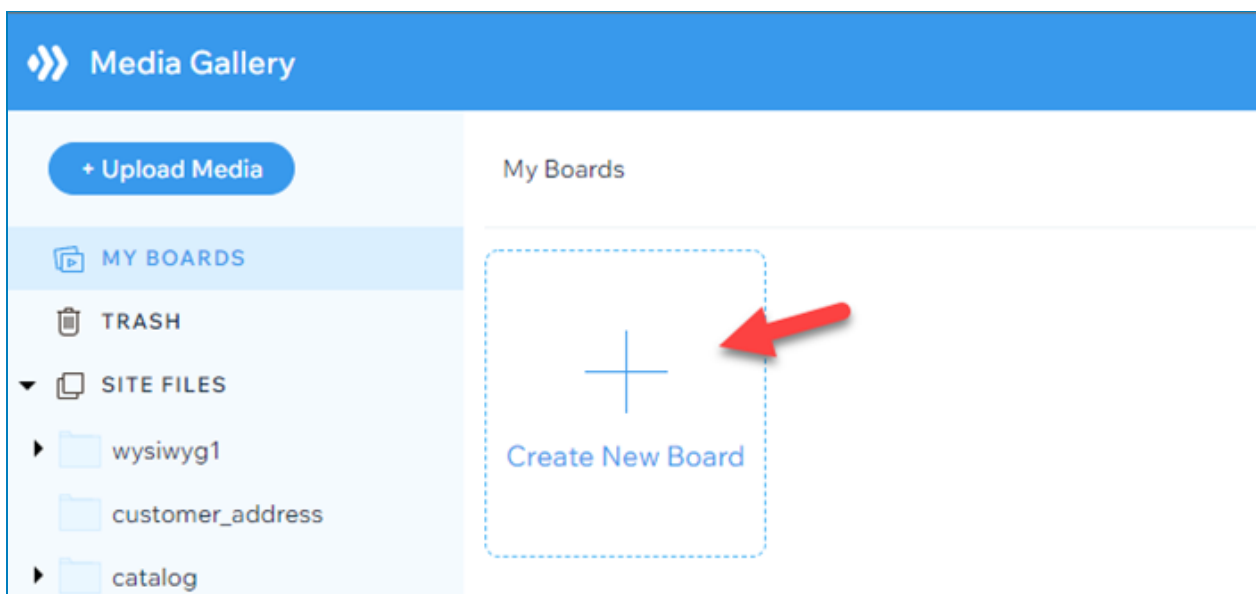 Media Gallery
+ Upload Media
My Boards
MY BOARDS
TRASH
SITE FILES
wysiwyg1
customer_address
catalog
Create New Board